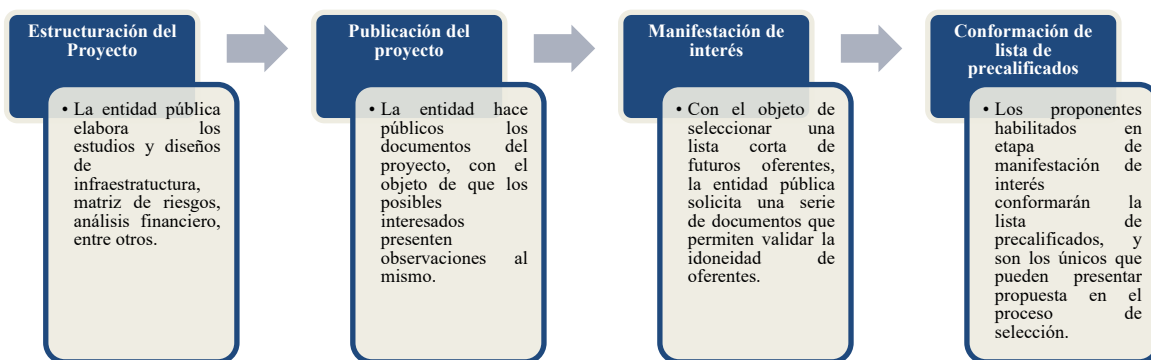 Estructuración del
Proyecto
• La entidad pública
elabora los
estudios y diseños
de
infraestratuctura,
matriz de riesgos,
análisis financiero,
entre otros.
Publicación del
proyecto
• La entidad hace
públicos los
documentos del
proyecto, con el
objeto de que los
posibles
interesados
presenten
observaciones al
mismo.
Manifestación de
interés
• Con el objeto de
seleccionar una
lista corta de
futuros oferentes,
la entidad pública
solicita una serie
de documentos que
permiten validar la
idoneidad de
oferentes.
Conformación de
lista de
precalificados
• Los proponentes
habilitados en
etapa de
manifestación de
interés
conformarán la
lista de
precalificados, y
son los únicos que
pueden presentar
propuesta en el
proceso de
selección.